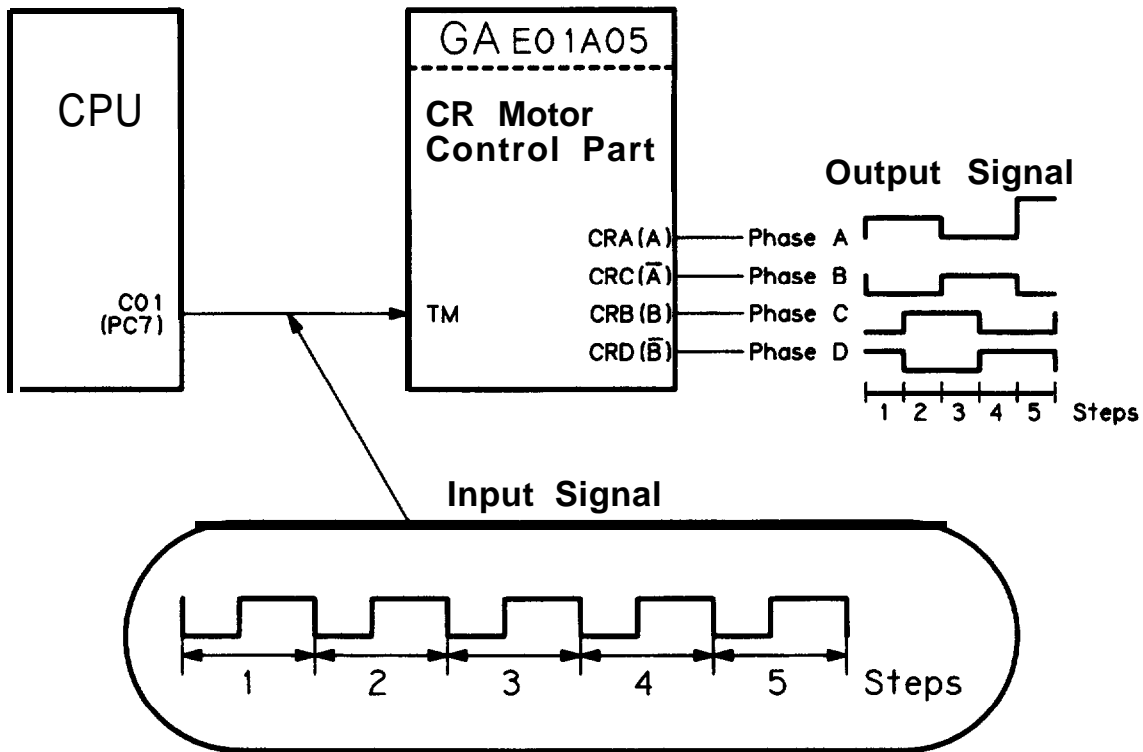 GA E01A05
CPU
CR Motor
Control Part
Output Signal
CRA(A) Phase A
CRC(A̅) Phase B
CO1
(PC7)
TM
CRB(B) Phase C
CRD(B̅) Phase D
1 2 3 4 5 Steps
Input Signal
1 2 3 4 5 Steps